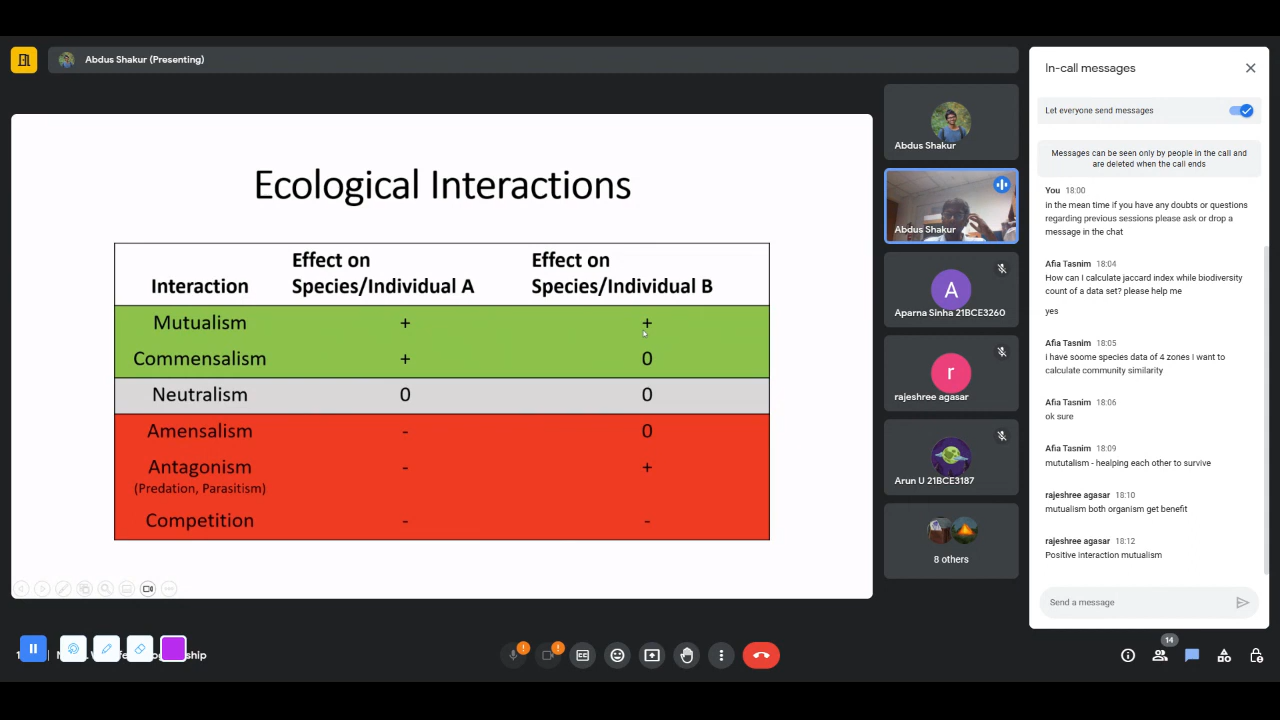 Abdus Shakur (Presenting)
Ecological Interactions
Interaction Effect on Species/Individual A Effect on Species/Individual B
Mutualism + +
Commensalism + 0
Neutralism 0 0
Amensalism - 0
Antagonism - +
(Predation, Parasitism)
Competition - -
Abdus Shakur
Abdus Shakur
A
Aparna Sinha 21BCE3260
r
rajeshree agasar
Arun U 21BCE3187
8 others
In-call messages
Let everyone send messages
Messages can be seen only by people in the call and
are deleted when the call ends
You 18:00
in the mean time if you have any doubts or questions
regarding previous sessions please ask or drop a
message in the chat
Afia Tasnim 18:04
How can I calculate jaccard index while biodiversity
count of a data set? please help me
yes
Afia Tasnim 18:05
i have soome species data of 4 zones I want to
calculate community similarity
Afia Tasnim 18:06
ok sure
Afia Tasnim 18:09
mututalism - healping each other to survive
rajeshree agasar 18:10
mutualism both organism get benefit
rajeshree agasar 18:12
Positive interaction mutualism
Send a message
14